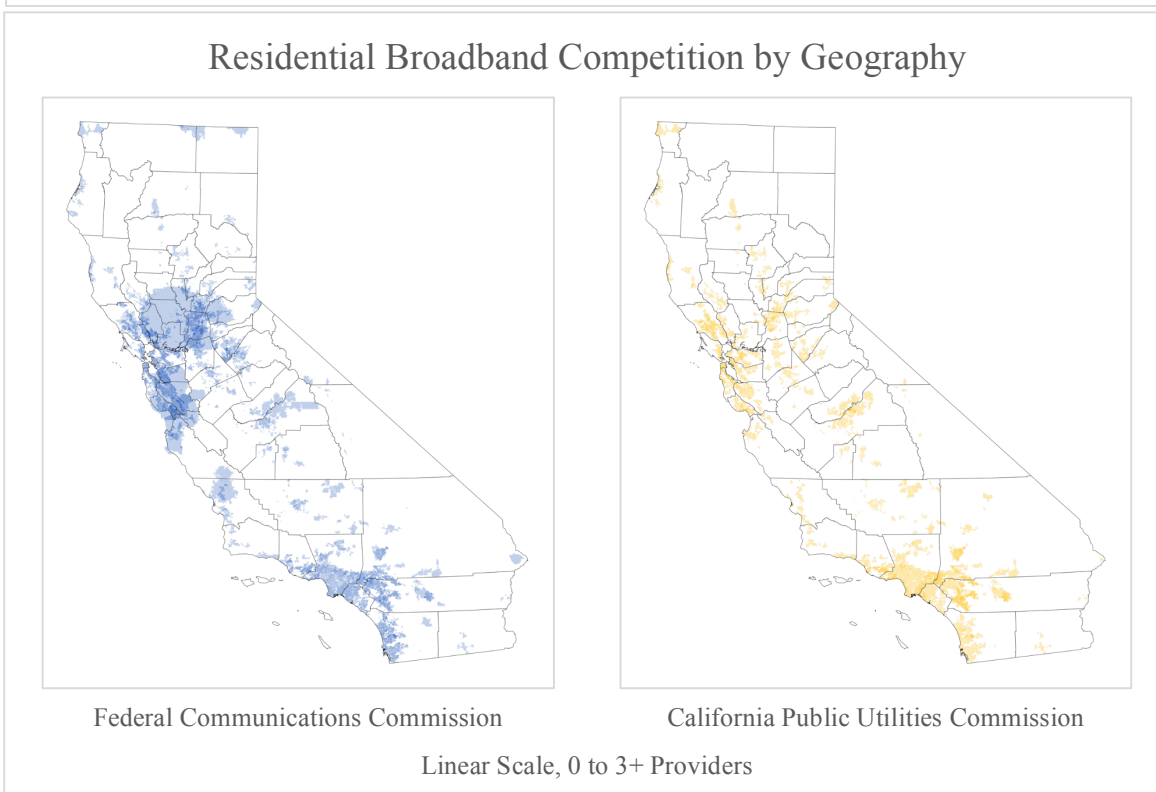 Residential Broadband Competition by Geography
Federal Communications Commission
California Public Utilities Commission
Linear Scale, 0 to 3+ Providers